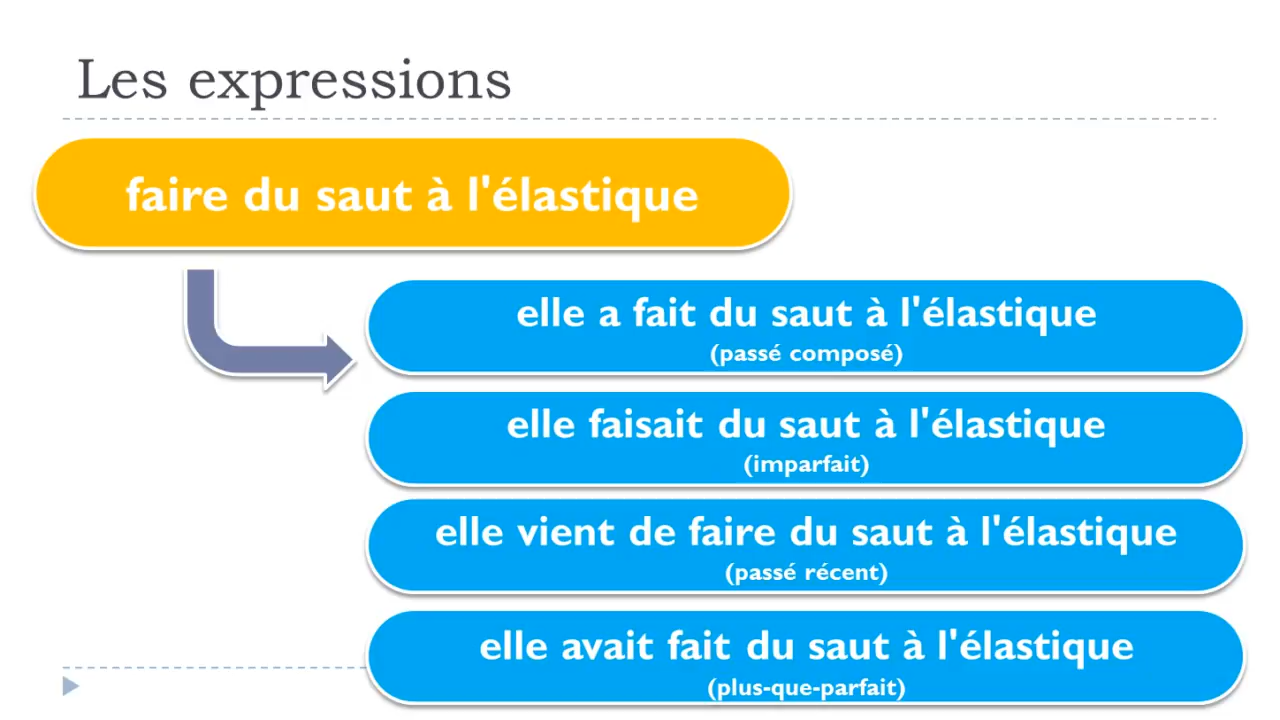 Les expressions
faire du saut à l'élastique
elle a fait du saut à l'élastique
(passé composé)
elle faisait du saut à l'élastique
(imparfait)
elle vient de faire du saut à l'élastique
(passé récent)
elle avait fait du saut à l'élastique
(plus-que-parfait)